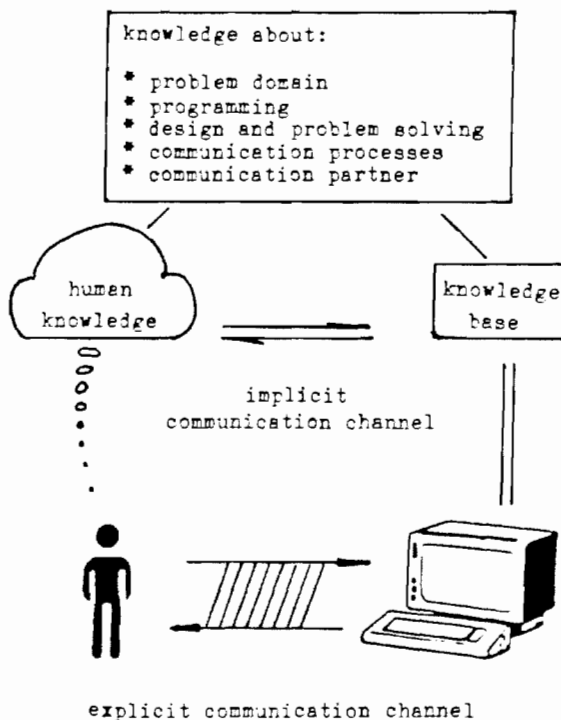 knowledge about:
* problem domain
* programming
* design and problem solving
* communication processes
* communication partner
human
knowledge
knowledge
base
implicit
communication channel
explicit communication channel